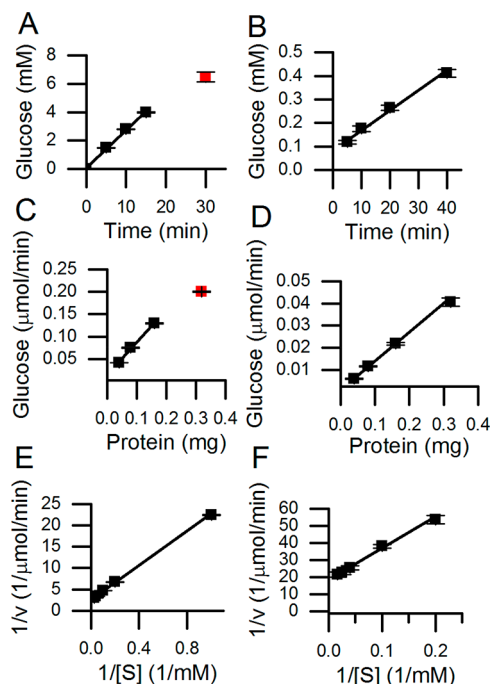 A
Glucose (mM)
8
6
4
2
0
0 10 20 30
Time (min)
B
Glucose (mM)
0.5
0.4
0.3
0.2
0.1
0.0
0 10 20 30 40
Time (min)
C
Glucose (μmol/min)
0.25
0.20
0.15
0.10
0.05
0.0 0.1 0.2 0.3 0.4
Protein (mg)
D
Glucose (μmol/min)
0.05
0.04
0.03
0.02
0.01
0.0 0.1 0.2 0.3 0.4
Protein (mg)
E
1/v (1/μmol/min)
25
20
15
10
5
0
0.0 0.4 0.8
1/[S] (1/mM)
F
1/v (1/μmol/min)
60
50
40
30
20
10
0
0.0 0.1 0.2
1/[S] (1/mM)